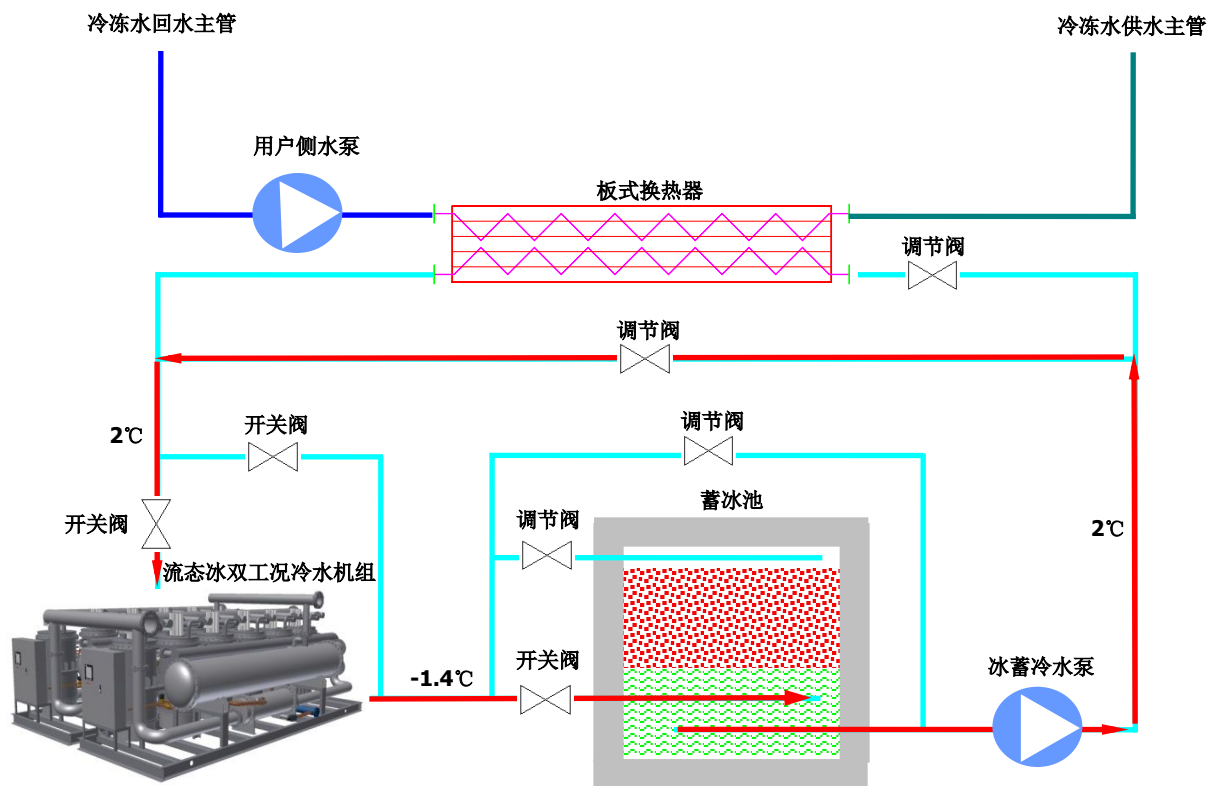 冷冻水回水主管
冷冻水供水主管
用户侧水泵
板式换热器
调节阀
调节阀
开关阀
调节阀
2℃
蓄冰池
开关阀
调节阀
2℃
流态冰双工况冷水机组
开关阀
冰蓄冷水泵
-1.4℃